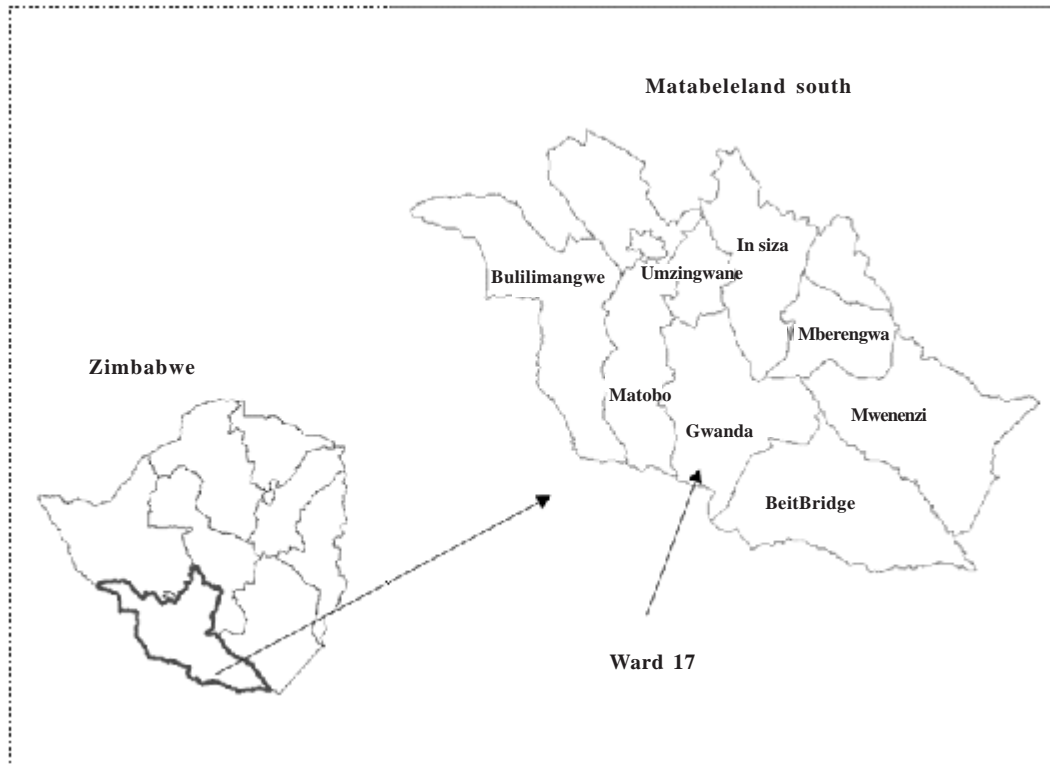 Matabeleland south
In siza
Bulilimangwe
Umzingwane
Mberengwa
Zimbabwe
Matobo
Mwenenzi
Gwanda
BeitBridge
Ward 17